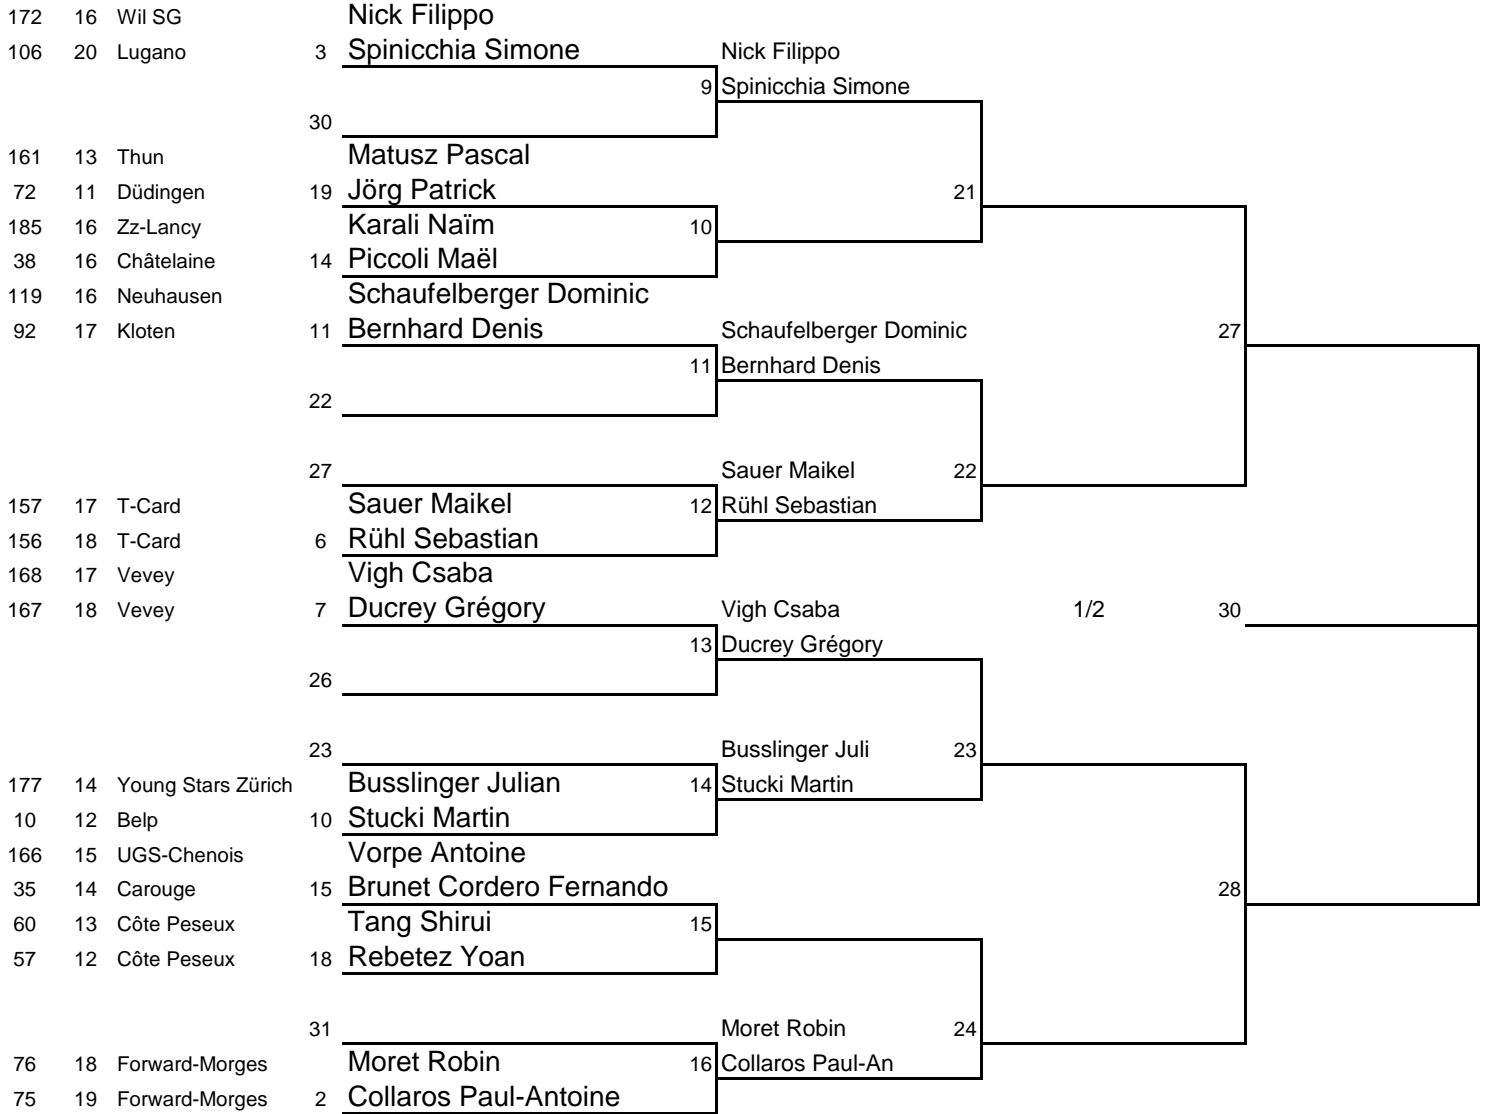 172 16 Wil SG Nick Filippo
106 20 Lugano 3 Spinicchia Simone Nick Filippo
9 Spinicchia Simone
30
161 13 Thun Matusz Pascal
72 11 Düdingen 19 Jörg Patrick 21
185 16 Zz-Lancy Karali Naïm 10
38 16 Châtelaine 14 Piccoli Maël
119 16 Neuhausen Schaufelberger Dominic
92 17 Kloten 11 Bernhard Denis Schaufelberger Dominic 27
11 Bernhard Denis
22
27 Sauer Maikel 22
157 17 T-Card Sauer Maikel 12 Rühl Sebastian
156 18 T-Card 6 Rühl Sebastian
168 17 Vevey Vigh Csaba
167 18 Vevey 7 Ducrey Grégory Vigh Csaba 1/2 30
13 Ducrey Grégory
26
23 Busslinger Juli 23
177 14 Young Stars Zürich Busslinger Julian 14 Stucki Martin
10 12 Belp 10 Stucki Martin
166 15 UGS-Chenois Vorpe Antoine
35 14 Carouge 15 Brunet Cordero Fernando 28
60 13 Côte Peseux Tang Shirui 15
57 12 Côte Peseux 18 Rebetez Yoan
31 Moret Robin 24
76 18 Forward-Morges Moret Robin 16 Collaros Paul-An
75 19 Forward-Morges 2 Collaros Paul-Antoine